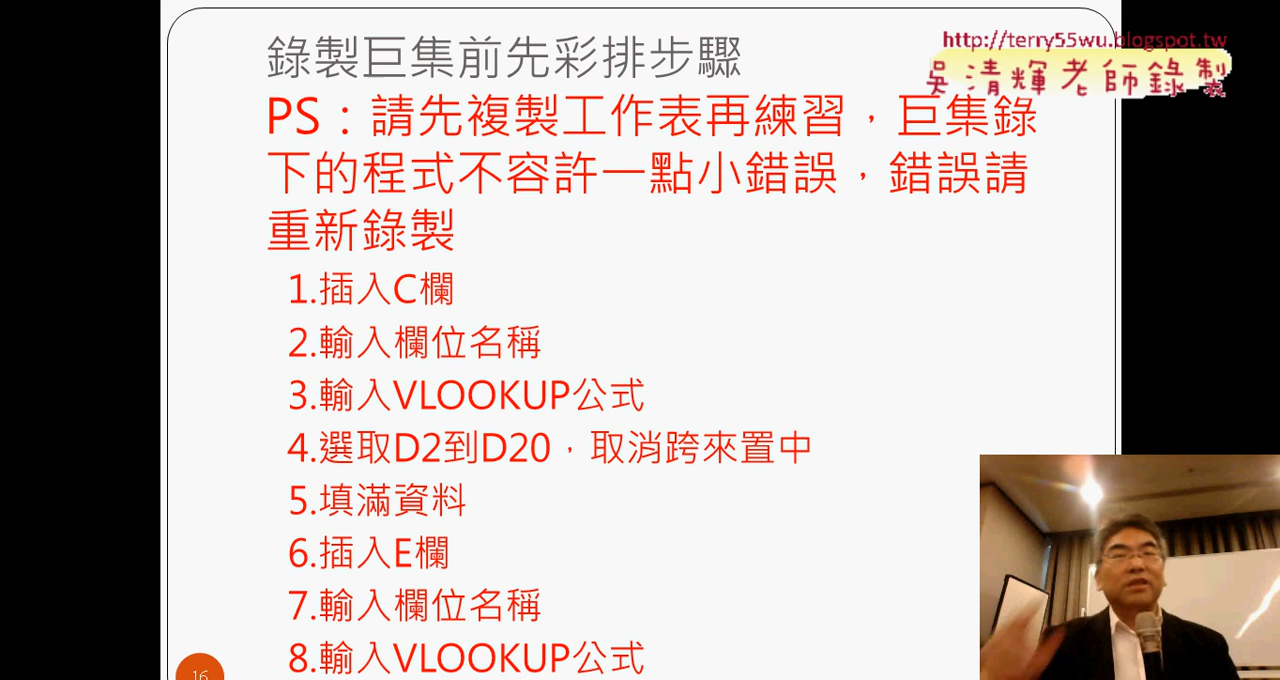 錄製巨集前先彩排步驟
http://terry55wu.blogspot.tw
吳清輝老師錄製
PS：請先複製工作表再練習，巨集錄
下的程式不容許一點小錯誤，錯誤請
重新錄製
1.插入C欄
2.輸入欄位名稱
3.輸入VLOOKUP公式
4.選取D2到D20，取消跨來置中
5.填滿資料
6.插入E欄
7.輸入欄位名稱
8.輸入VLOOKUP公式
16